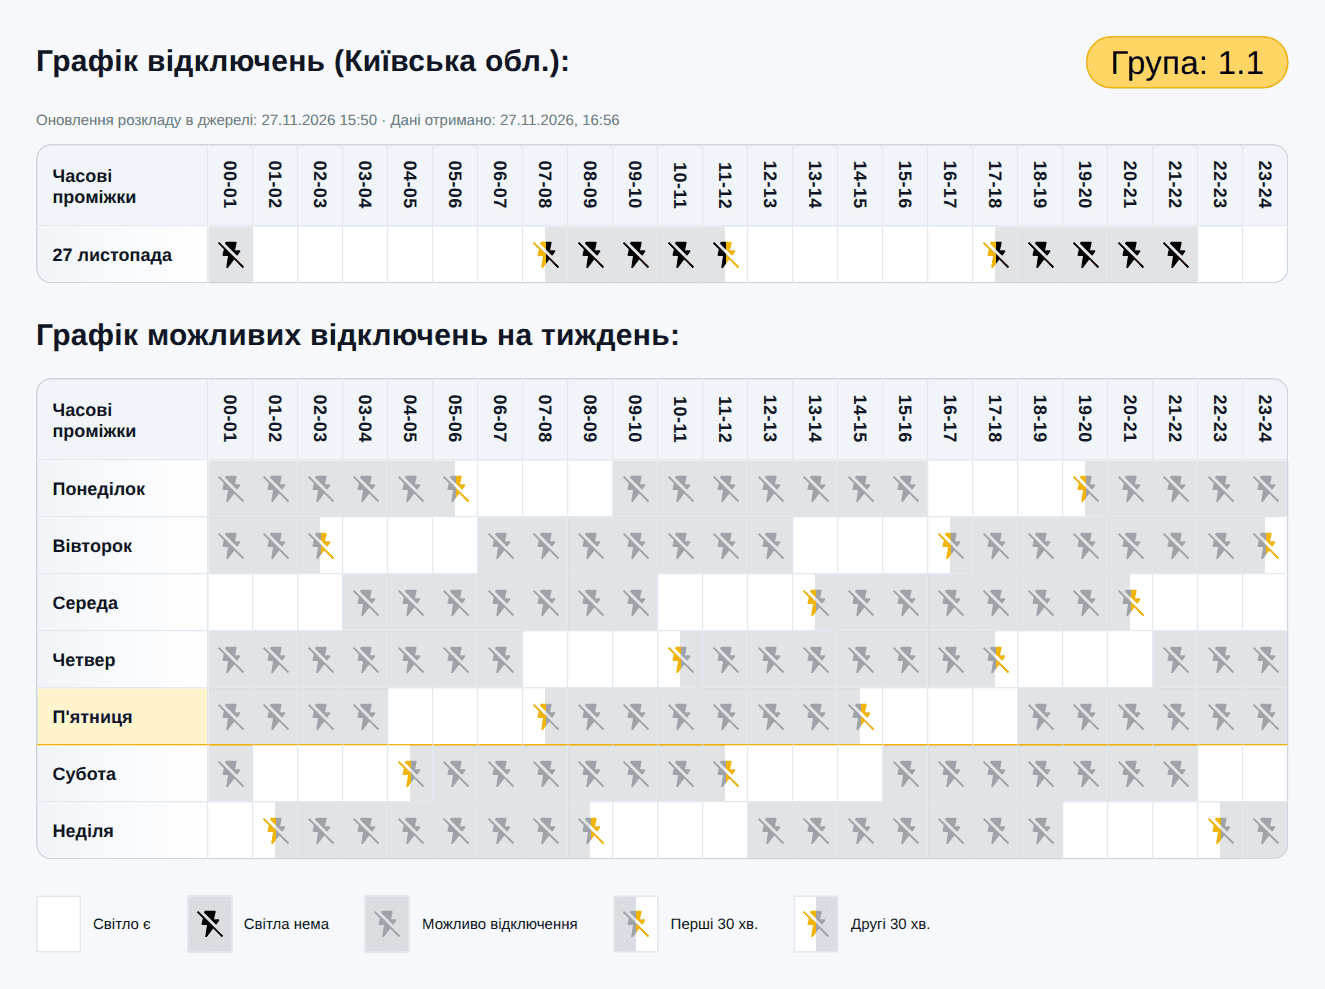 Графік відключень (Київська обл.):
Група: 1.1
Оновлення розкладу в джерелі: 27.11.2026 15:50 · Дані отримано: 27.11.2026, 16:56
Часові проміжки 00-01 01-02 02-03 03-04 04-05 05-06 06-07 07-08 08-09 09-10 10-11 11-12 12-13 13-14 14-15 15-16 16-17 17-18 18-19 19-20 20-21 21-22 22-23 23-24
27 листопада
Графік можливих відключень на тиждень:
Часові проміжки 00-01 01-02 02-03 03-04 04-05 05-06 06-07 07-08 08-09 09-10 10-11 11-12 12-13 13-14 14-15 15-16 16-17 17-18 18-19 19-20 20-21 21-22 22-23 23-24
Понеділок
Вівторок
Середа
Четвер
П'ятниця
Субота
Неділя
Світло є Світла нема Можливо відключення Перші 30 хв. Другі 30 хв.